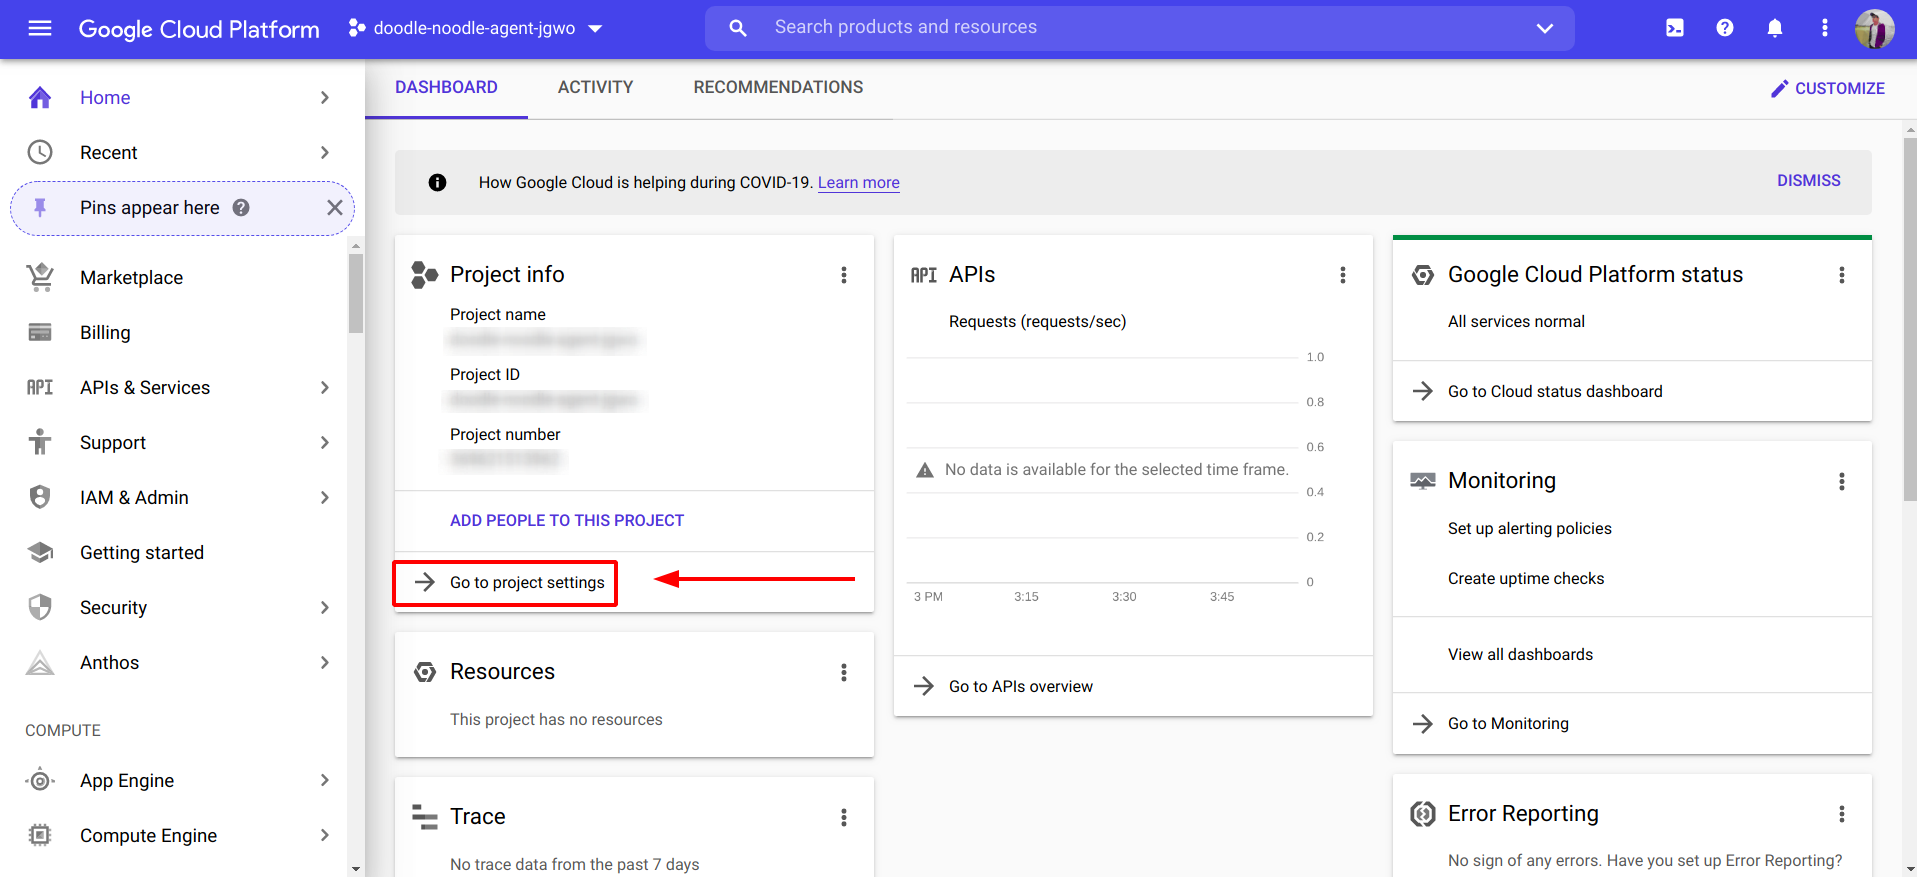 Google Cloud Platform
doodle-noodle-agent-jgwo
Search products and resources
Home
Recent
Pins appear here
Marketplace
Billing
API APIs & Services
Support
IAM & Admin
Getting started
Security
Anthos
COMPUTE
App Engine
Compute Engine
DASHBOARD
ACTIVITY
RECOMMENDATIONS
CUSTOMIZE
How Google Cloud is helping during COVID-19. Learn more
DISMISS
Project info
Project name
Project ID
Project number
ADD PEOPLE TO THIS PROJECT
Go to project settings
Resources
This project has no resources
Trace
No trace data from the past 7 days
API APIs
Requests (requests/sec)
1.0
0.8
0.6
No data is available for the selected time frame.
0.4
0.2
0
3 PM 3:15 3:30 3:45
Go to APIs overview
Google Cloud Platform status
All services normal
Go to Cloud status dashboard
Monitoring
Set up alerting policies
Create uptime checks
View all dashboards
Go to Monitoring
Error Reporting
No sign of any errors. Have you set up Error Reporting?